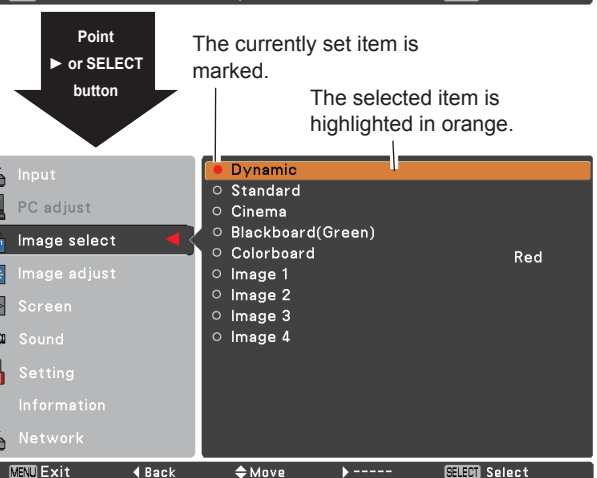 Point
► or SELECT
button
The currently set item is
marked.
The selected item is
highlighted in orange.
Input
PC adjust
Image select
Image adjust
Screen
Sound
Setting
Information
Network
Dynamic
Standard
Cinema
Blackboard(Green)
Colorboard Red
Image 1
Image 2
Image 3
Image 4
MENU Exit ◄Back Move ►----- SELECT Select